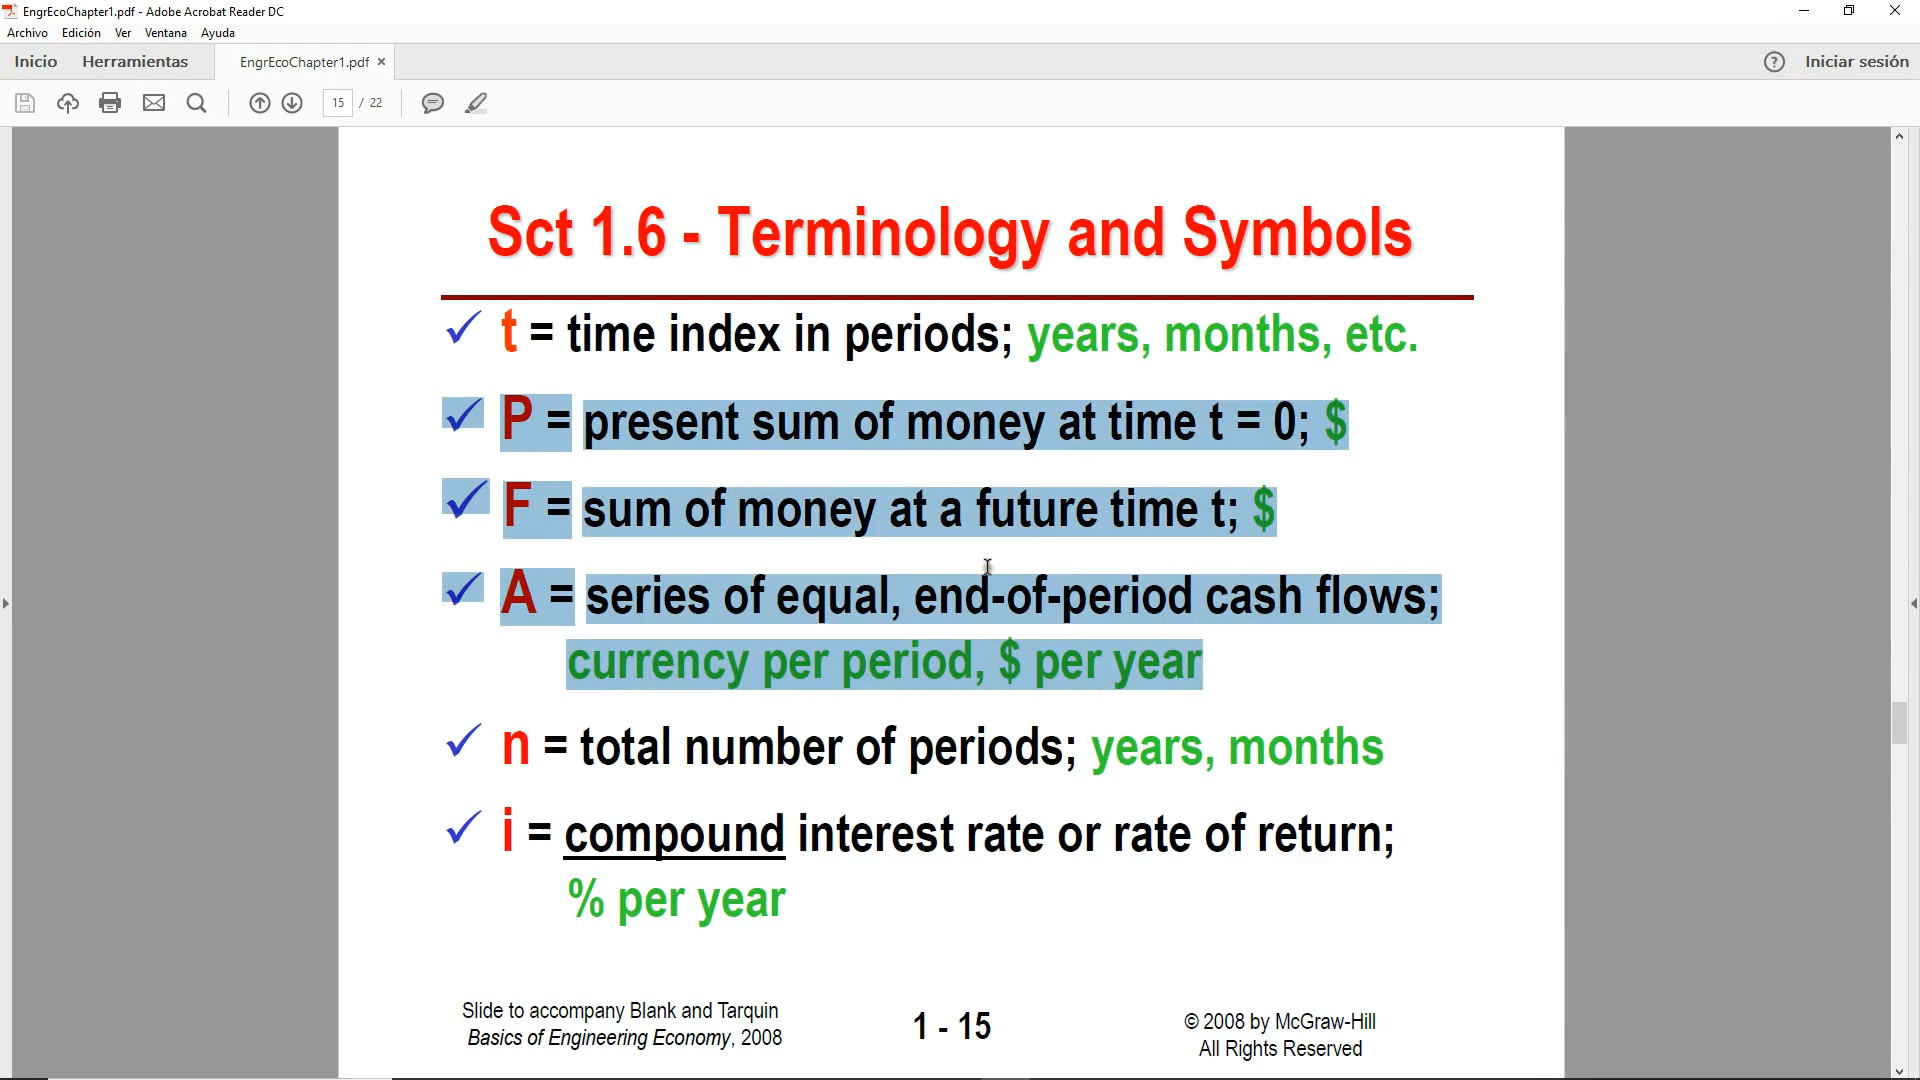 EngrEcoChapter1.pdf - Adobe Acrobat Reader DC
Archivo Edición Ver Ventana Ayuda
Inicio Herramientas EngrEcoChapter1.pdf Iniciar sesión
15 / 22
Sct 1.6 - Terminology and Symbols
t = time index in periods; years, months, etc.
P = present sum of money at time t = 0; $
F = sum of money at a future time t; $
A = series of equal, end-of-period cash flows;
currency per period, $ per year
n = total number of periods; years, months
i = compound interest rate or rate of return;
% per year
Slide to accompany Blank and Tarquin
Basics of Engineering Economy, 2008
1 - 15
© 2008 by McGraw-Hill
All Rights Reserved